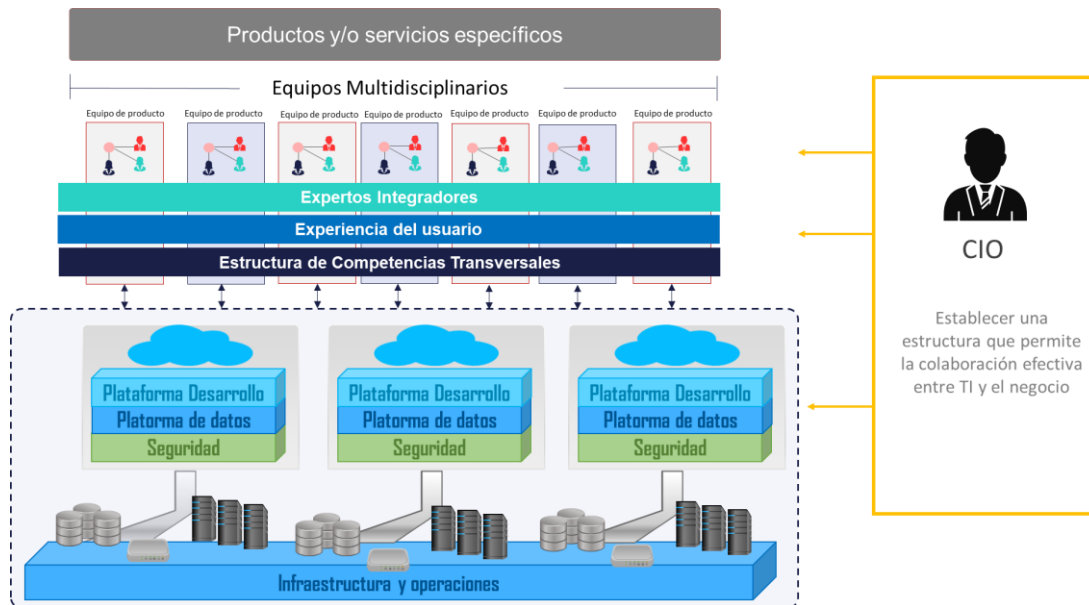 Productos y/o servicios específicos
Equipos Multidisciplinarios
Equipo de producto
Equipo de producto
Equipo de producto
Equipo de producto
Equipo de producto
Equipo de producto
Equipo de producto
Expertos Integradores
Experiencia del usuario
Estructura de Competencias Transversales
CIO
Establecer una
estructura que permite
la colaboración efectiva
entre TI y el negocio
Plataforma Desarrollo
Platorma de datos
Seguridad
Plataforma Desarrollo
Platorma de datos
Seguridad
Plataforma Desarrollo
Platorma de datos
Seguridad
Infraestructura y operaciones